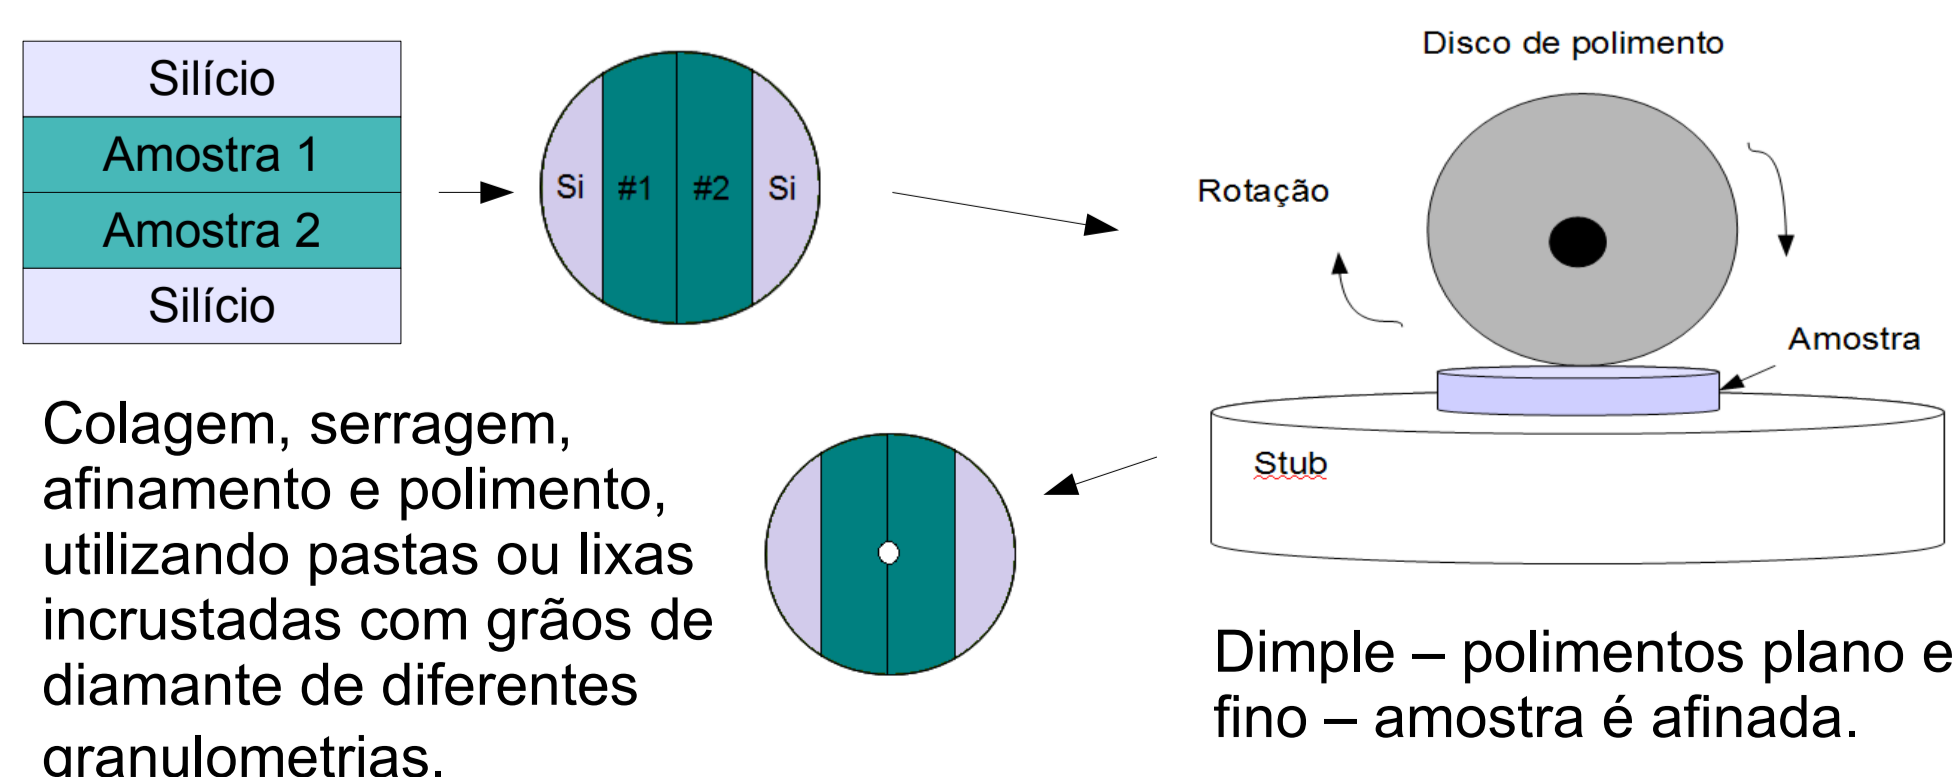 Silício
Amostra 1
Amostra 2
Silício
Si
#1
#2
Si
Disco de polimento
Rotação
Amostra
Stub
Colagem, serragem,
afinamento e polimento,
utilizando pastas ou lixas
incrustadas com grãos de
diamante de diferentes
granulometrias.
Dimple – polimentos plano e
fino – amostra é afinada.